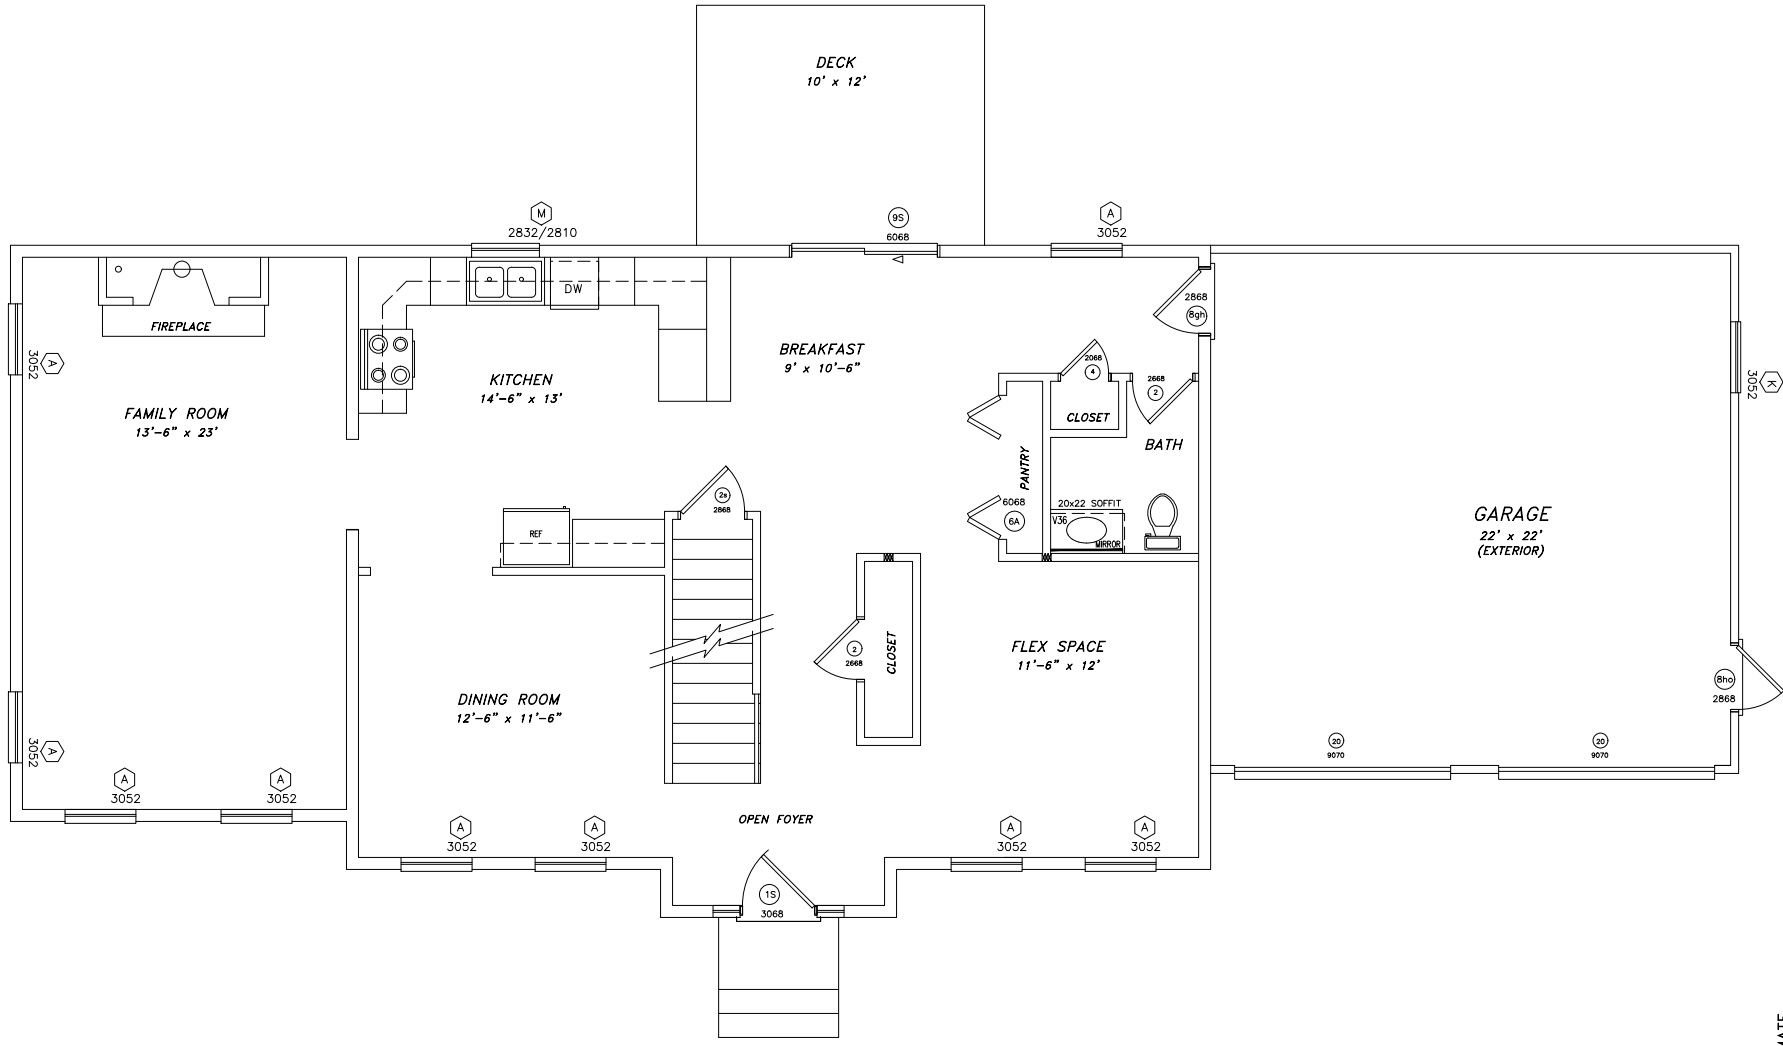 DECK
10' x 12'
M
2832/2810
9S
6068
A
3052
DW
FIREPLACE
2868
8gh
A
3052
KITCHEN
14'-6" x 13'
BREAKFAST
9' x 10'-6"
2068
4
2668
2
K
3052
FAMILY ROOM
13'-6" x 23'
CLOSET
BATH
PANTRY
2s
2868
6068
6A
20x22 SOFFIT
V36
MIRROR
REF
GARAGE
22' x 22'
(EXTERIOR)
2
2668
CLOSET
FLEX SPACE
11'-6" x 12'
DINING ROOM
12'-6" x 11'-6"
8ho
2868
A
3052
20
9070
20
9070
A
3052
A
3052
OPEN FOYER
A
3052
A
3052
A
3052
A
3052
1S
3068